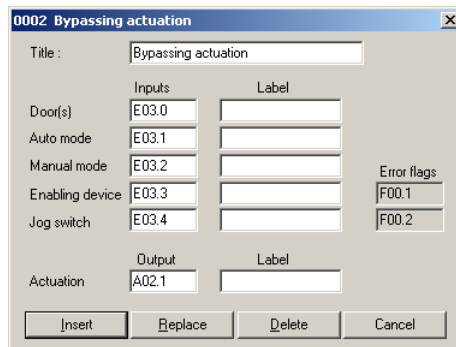 0002 Bypassing actuation
Title : Bypassing actuation
Inputs Label
Door(s) E03.0
Auto mode E03.1
Manual mode E03.2
Error flags
Enabling device E03.3 F00.1
Jog switch E03.4 F00.2
Output Label
Actuation A02.1
Insert Replace Delete Cancel